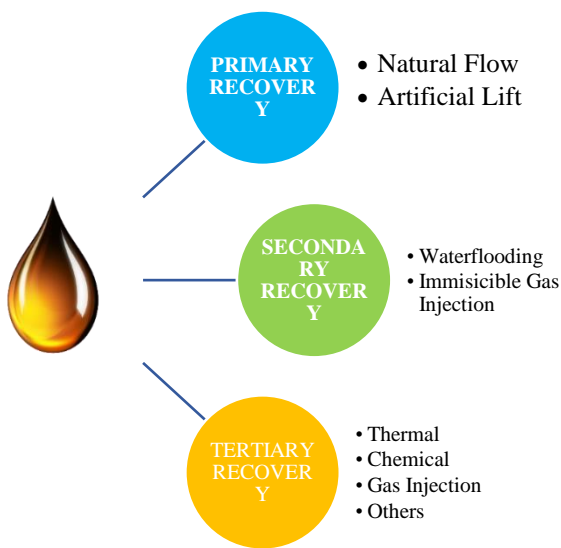 PRIMARY
RECOVER
Y
• Natural Flow
• Artificial Lift
SECONDA
RY
RECOVER
Y
• Waterflooding
• Immisicible Gas
Injection
TERTIARY
RECOVER
Y
• Thermal
• Chemical
• Gas Injection
• Others